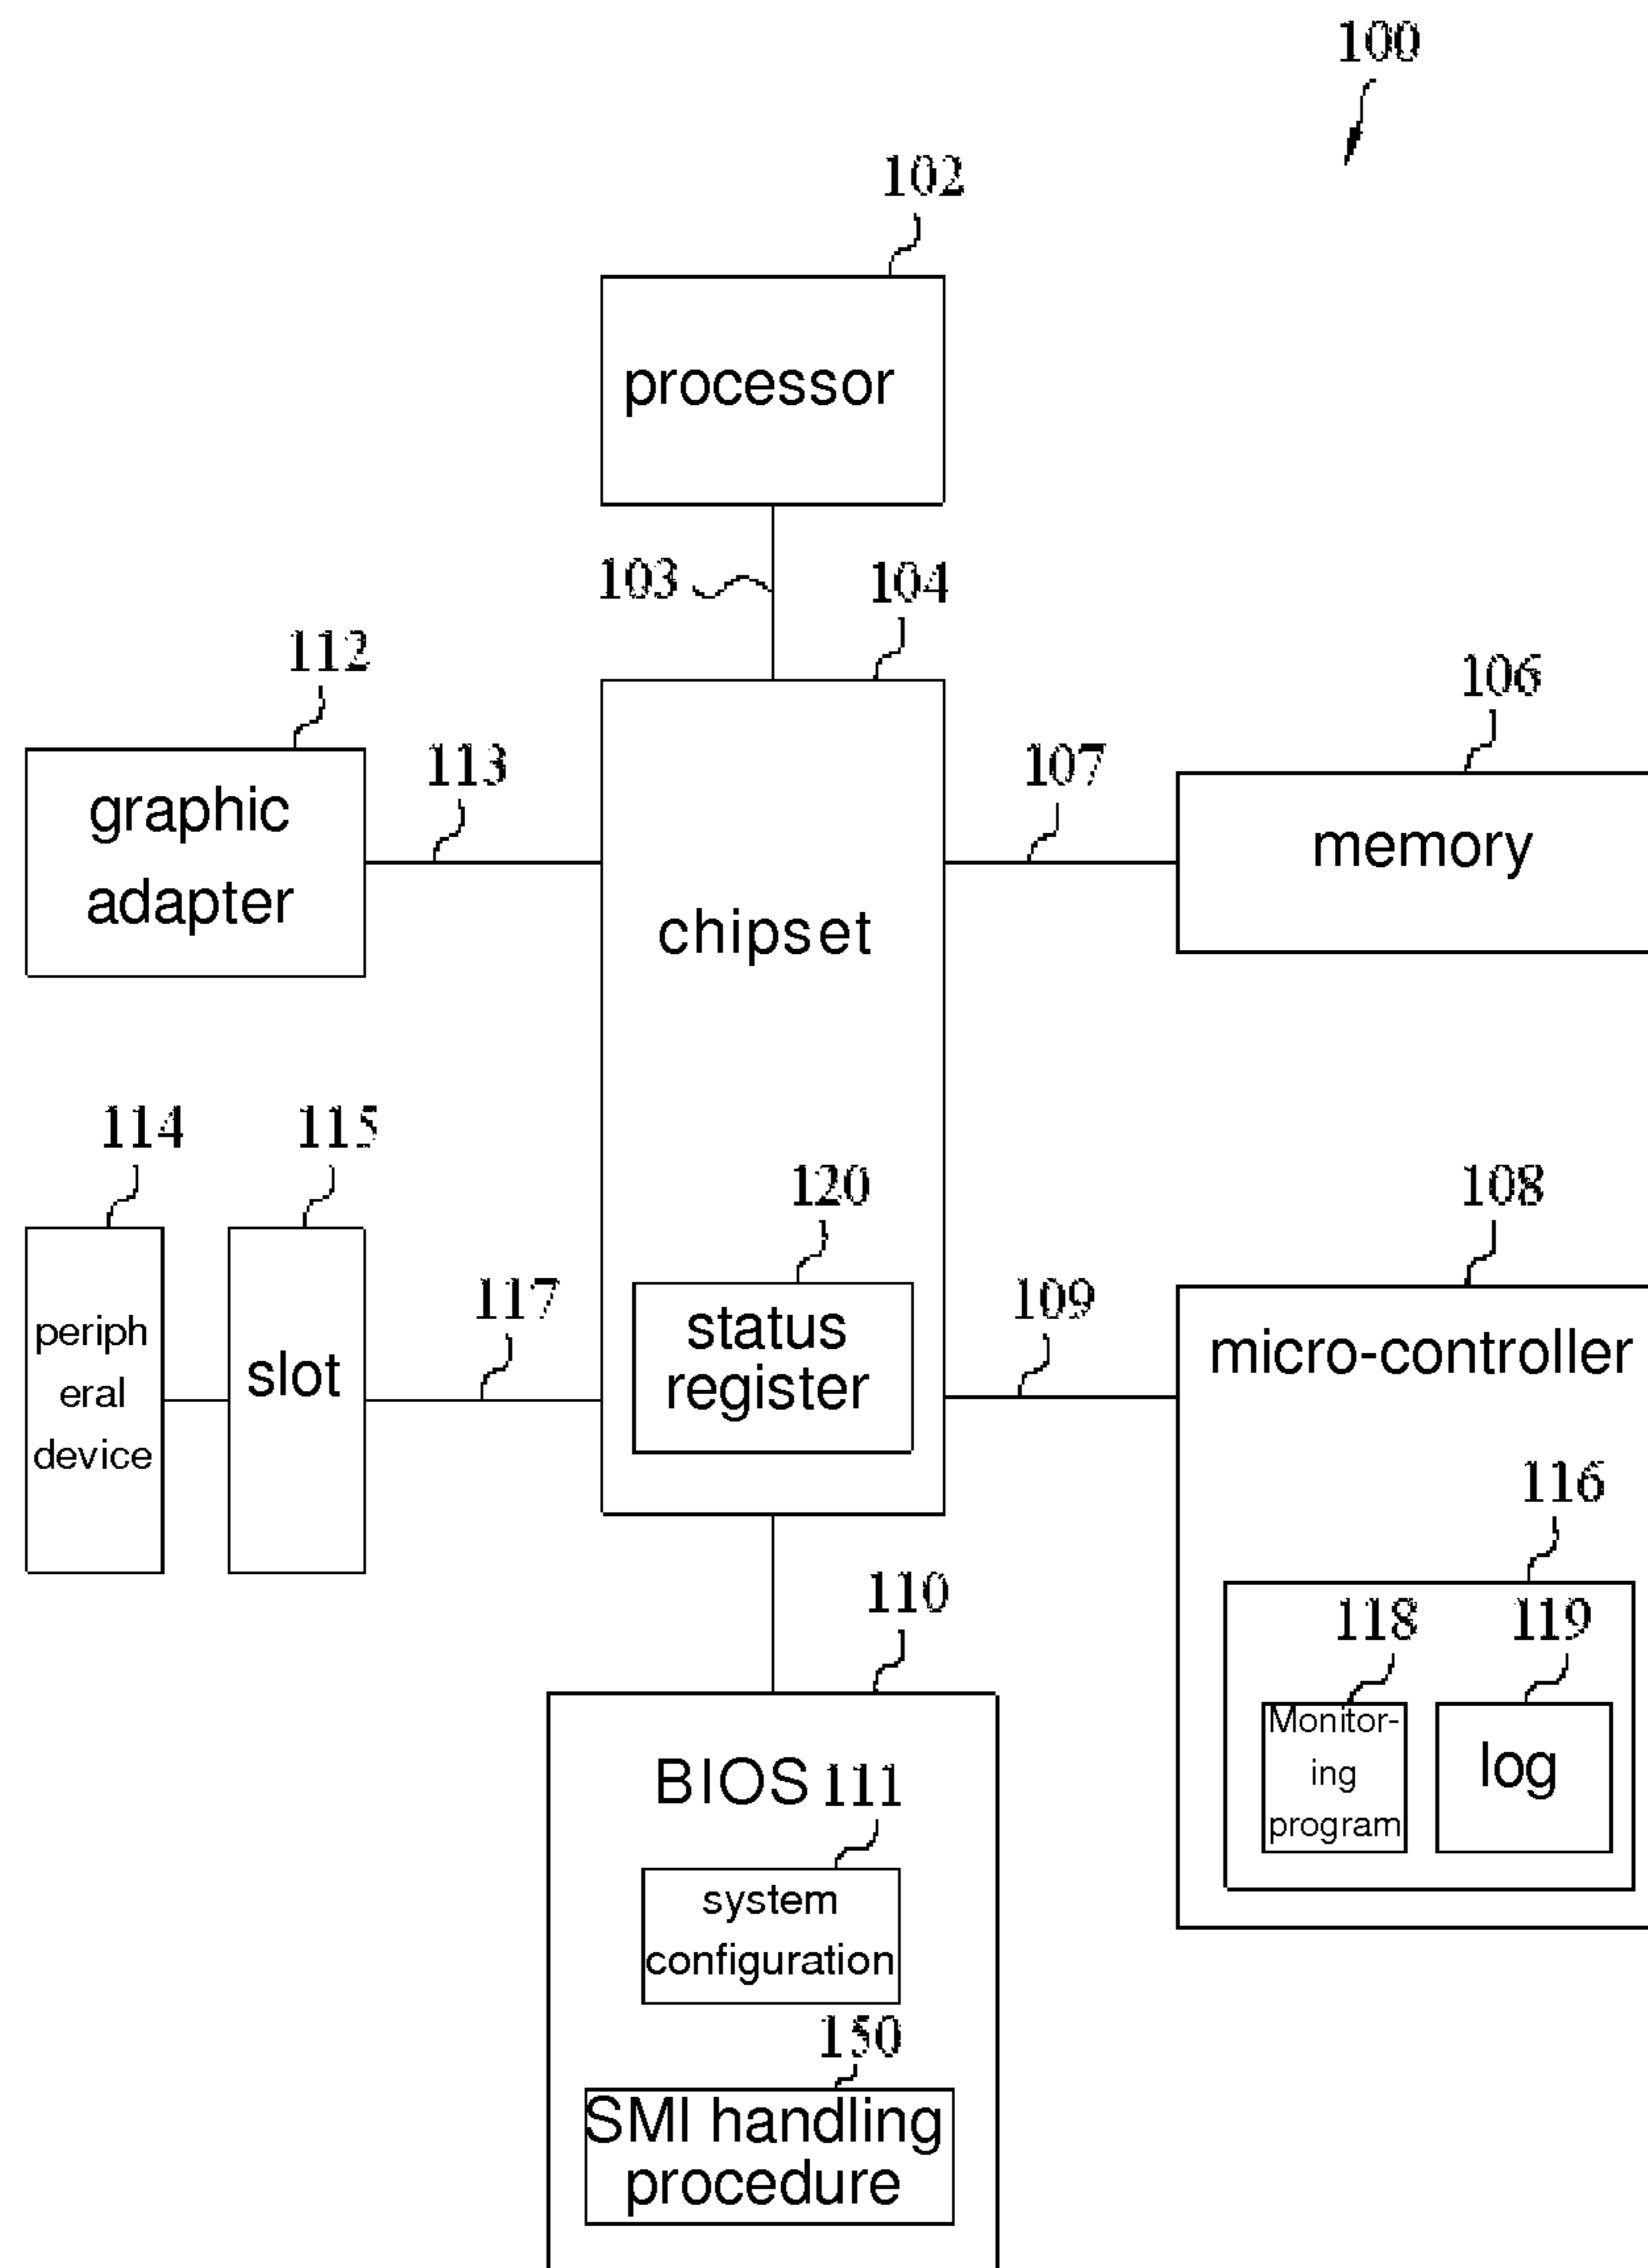 100
102
processor
103
104
112
106
113
107
graphic
adapter
memory
chipset
114
115
120
108
117
109
periph
eral
device
slot
status
register
micro-controller
116
110
118
119
Monitor-
ing
program
log
BIOS
111
system
configuration
150
SMI handling
procedure